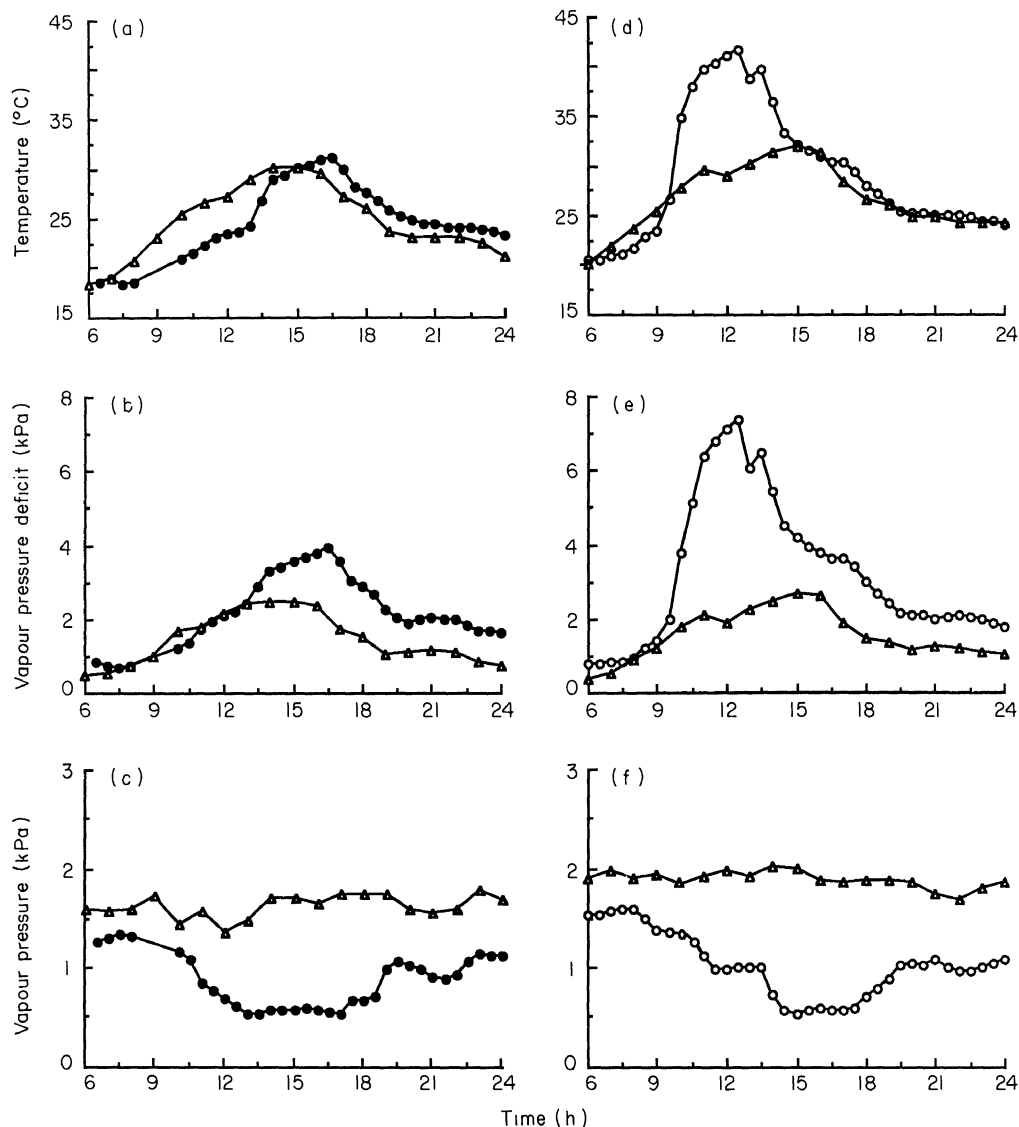 (a)
Temperature (°C)
45
35
25
15
6 9 12 15 18 21 24
(d)
45
35
25
15
6 9 12 15 18 21 24
(b)
Vapour pressure deficit (kPa)
8
6
4
2
0
6 9 12 15 18 21 24
(e)
8
6
4
2
0
6 9 12 15 18 21 24
(c)
Vapour pressure (kPa)
3
2
1
0
6 9 12 15 18 21 24
(f)
3
2
1
0
6 9 12 15 18 21 24
Time (h)